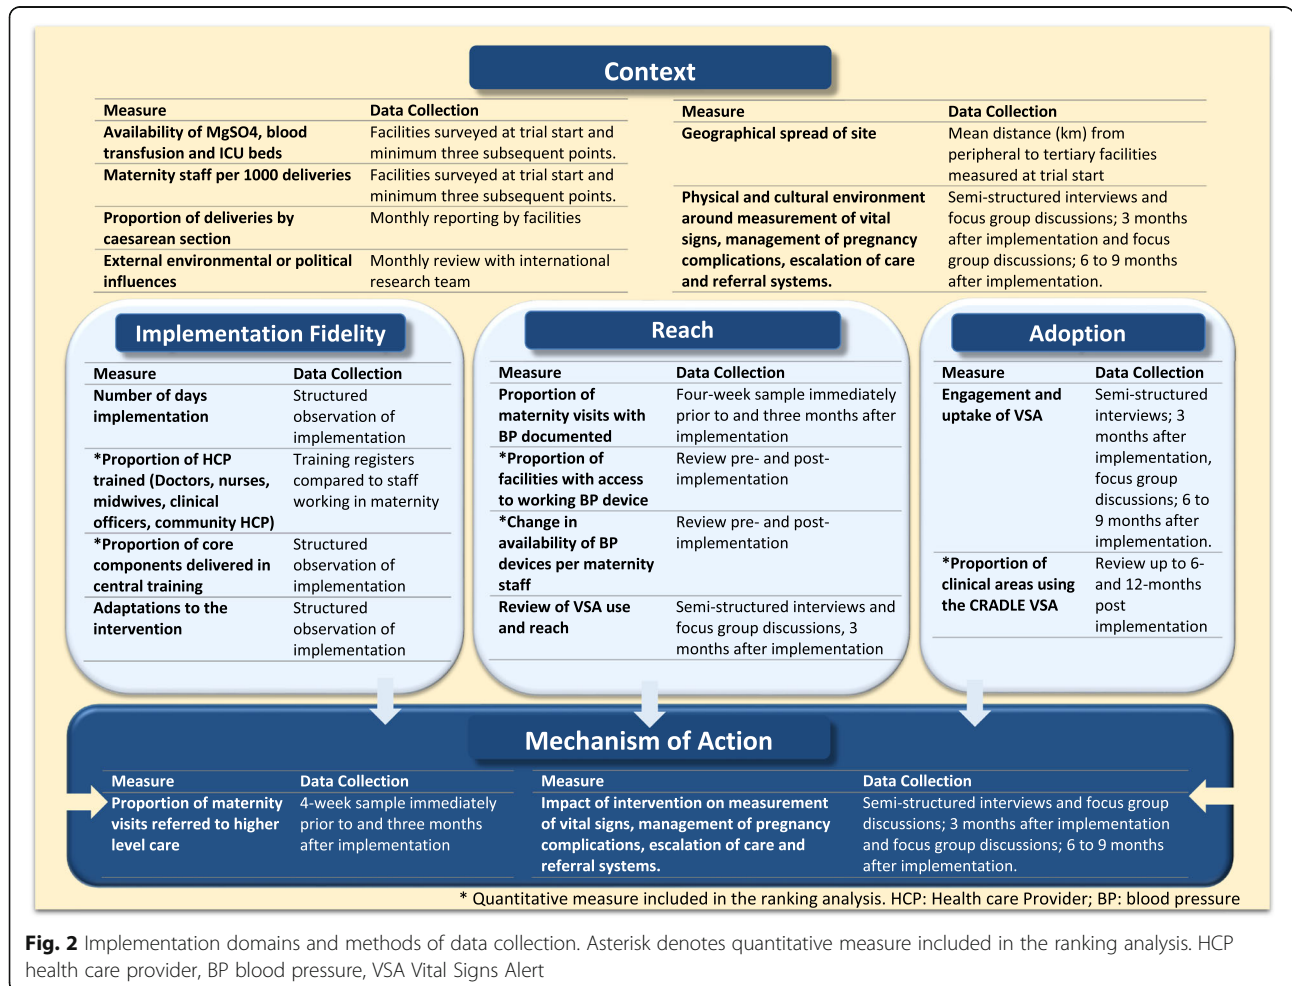 Context
Measure Data Collection
Availability of MgSO4, blood Facilities surveyed at trial start and
transfusion and ICU beds minimum three subsequent points.
Maternity staff per 1000 deliveries Facilities surveyed at trial start and
minimum three subsequent points.
Proportion of deliveries by Monthly reporting by facilities
caesarean section
External environmental or political Monthly review with international
influences research team
Measure Data Collection
Geographical spread of site Mean distance (km) from
peripheral to tertiary facilities
measured at trial start
Physical and cultural environment Semi-structured interviews and
around measurement of vital focus group discussions; 3 months
signs, management of pregnancy after implementation and focus
complications, escalation of care group discussions; 6 to 9 months
and referral systems. after implementation.
Implementation Fidelity
Measure Data Collection
Number of days Structured
implementation observation of
implementation
*Proportion of HCP Training registers
trained (Doctors, nurses, compared to staff
midwives, clinical working in maternity
officers, community HCP)
*Proportion of core Structured
components delivered in observation of
central training implementation
Adaptations to the Structured
intervention observation of
implementation
Reach
Measure Data Collection
Proportion of Four-week sample immediately
maternity visits with prior to and three months after
BP documented implementation
*Proportion of Review pre- and post-
facilities with access implementation
to working BP device
*Change in Review pre- and post-
availability of BP implementation
devices per maternity
staff
Review of VSA use Semi-structured interviews and
and reach focus group discussions, 3
months after implementation
Adoption
Measure Data Collection
Engagement and Semi-structured
uptake of VSA interviews; 3
months after
implementation,
focus group
discussions; 6 to
9 months after
implementation.
*Proportion of Review up to 6-
clinical areas using and 12-months
the CRADLE VSA post
implementation
Mechanism of Action
Measure Data Collection
Proportion of maternity 4-week sample immediately
visits referred to higher prior to and three months
level care after implementation
Measure Data Collection
Impact of intervention on measurement Semi-structured interviews and focus group
of vital signs, management of pregnancy discussions; 3 months after implementation
complications, escalation of care and and focus group discussions; 6 to 9 months
referral systems. after implementation.
* Quantitative measure included in the ranking analysis. HCP: Health care Provider; BP: blood pressure
Fig. 2 Implementation domains and methods of data collection. Asterisk denotes quantitative measure included in the ranking analysis. HCP
health care provider, BP blood pressure, VSA Vital Signs Alert